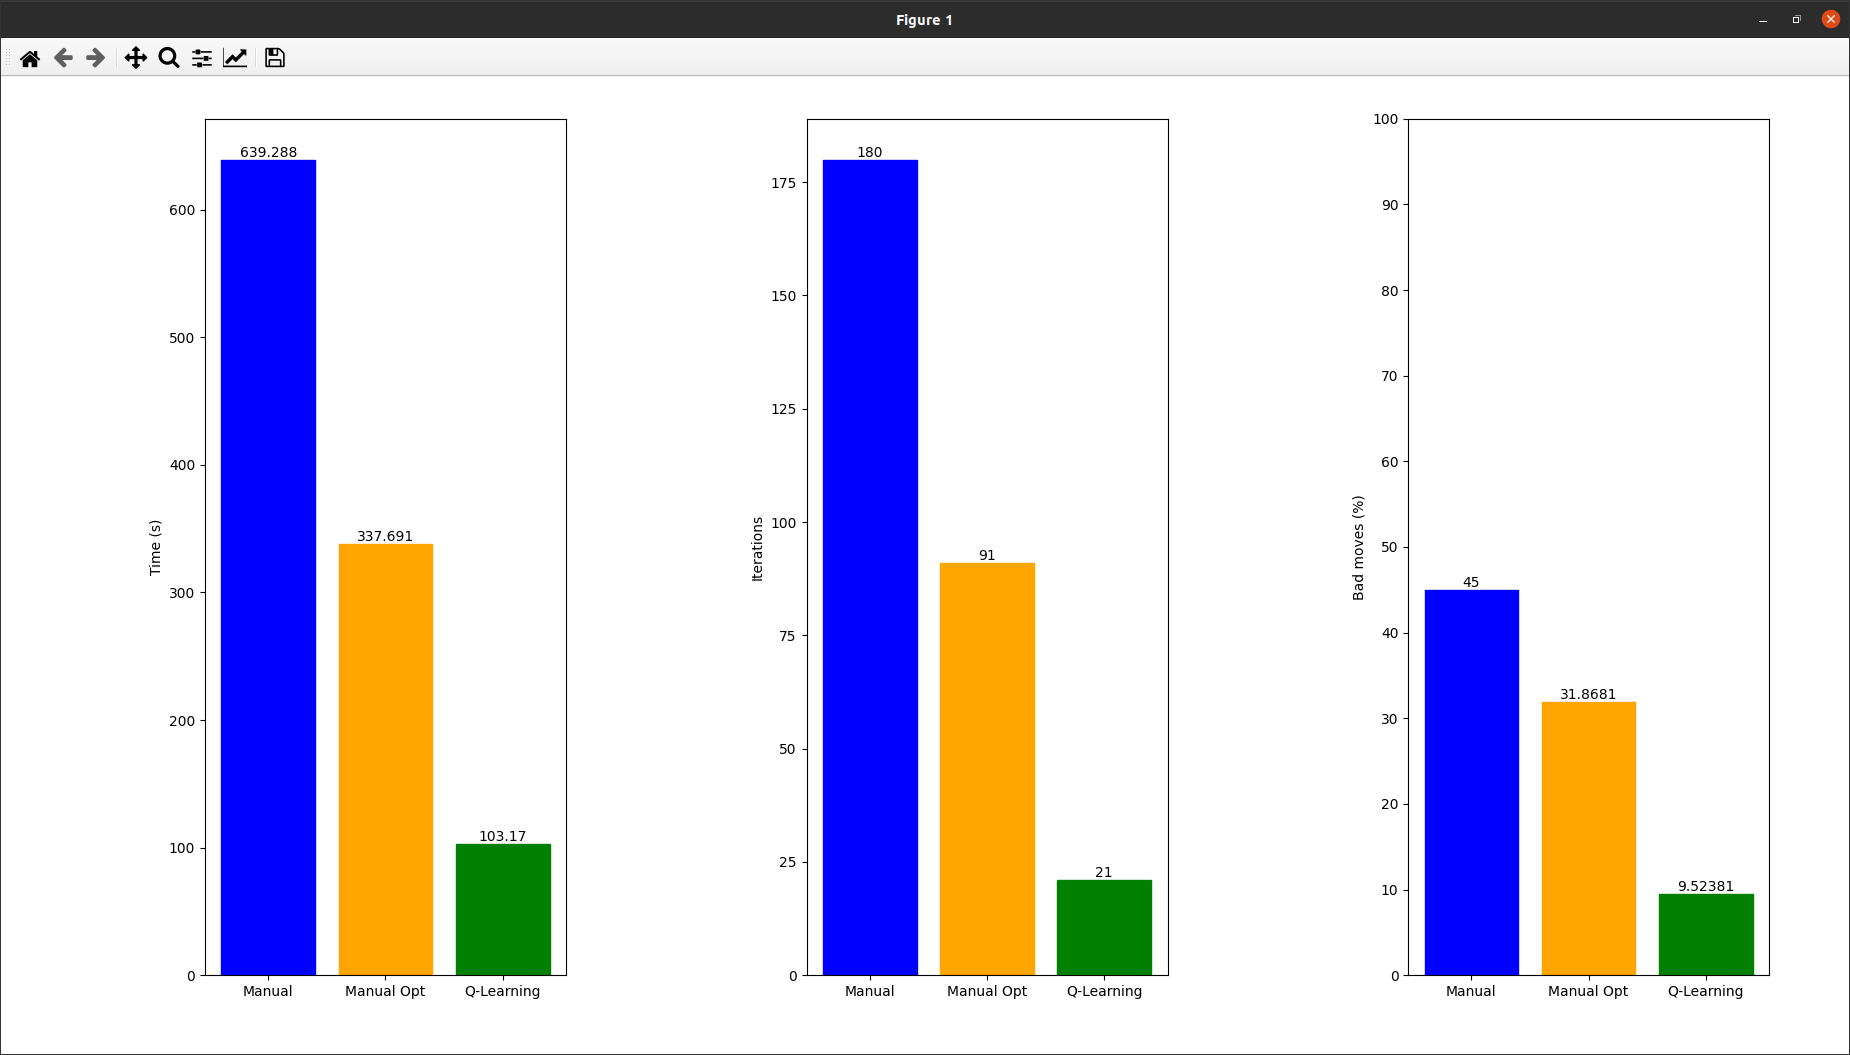 Figure 1
Time (s)
0
100
200
300
400
500
600
639.288
337.691
103.17
Manual
Manual Opt
Q-Learning
Iterations
0
25
50
75
100
125
150
175
180
91
21
Manual
Manual Opt
Q-Learning
Bad moves (%)
0
10
20
30
40
50
60
70
80
90
100
45
31.8681
9.52381
Manual
Manual Opt
Q-Learning